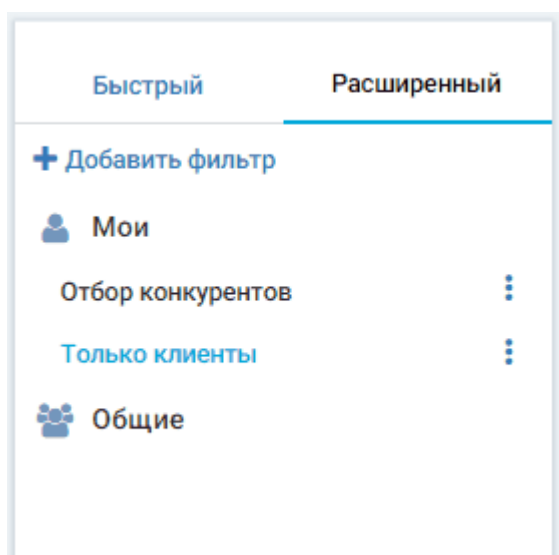 Быстрый Расширенный
Добавить фильтр
Мои
Отбор конкурентов
Только клиенты
Общие